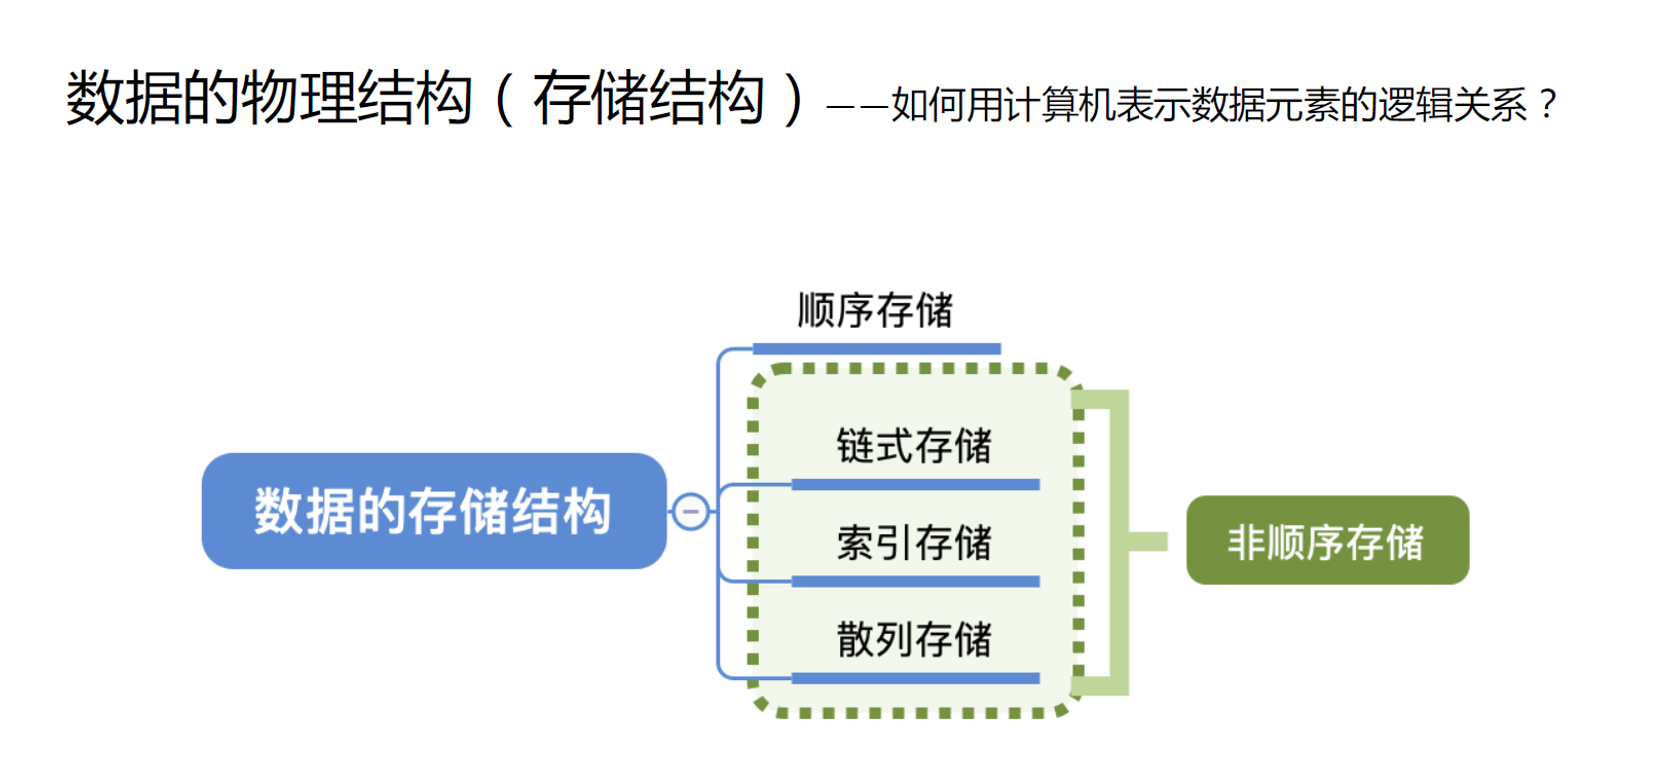 数据的物理结构（存储结构）——如何用计算机表示数据元素的逻辑关系？
顺序存储
链式存储
数据的存储结构
索引存储
非顺序存储
散列存储